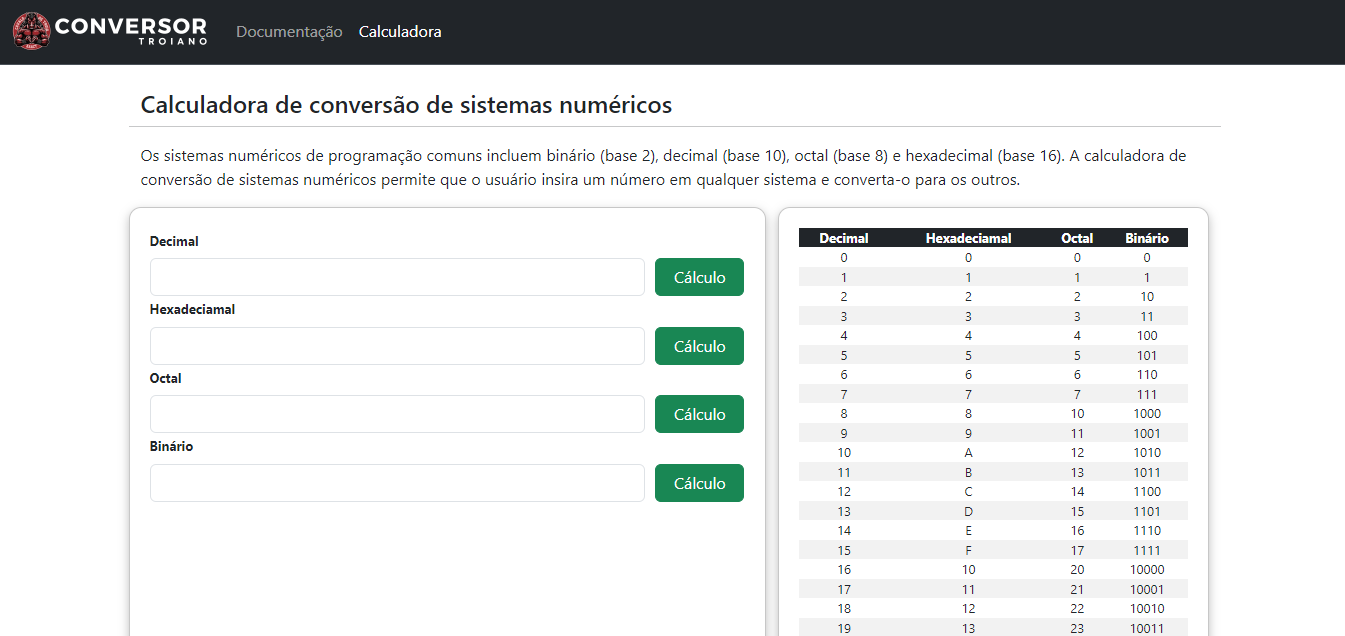 CONVERSOR
TROIANO
Documentação Calculadora
Calculadora de conversão de sistemas numéricos
Os sistemas numéricos de programação comuns incluem binário (base 2), decimal (base 10), octal (base 8) e hexadecimal (base 16). A calculadora de
conversão de sistemas numéricos permite que o usuário insira um número em qualquer sistema e converta-o para os outros.
Decimal
Cálculo
Hexadeciamal
Cálculo
Octal
Cálculo
Binário
Cálculo
Decimal Hexadeciamal Octal Binário
0 0 0 0
1 1 1 1
2 2 2 10
3 3 3 11
4 4 4 100
5 5 5 101
6 6 6 110
7 7 7 111
8 8 10 1000
9 9 11 1001
10 A 12 1010
11 B 13 1011
12 C 14 1100
13 D 15 1101
14 E 16 1110
15 F 17 1111
16 10 20 10000
17 11 21 10001
18 12 22 10010
19 13 23 10011